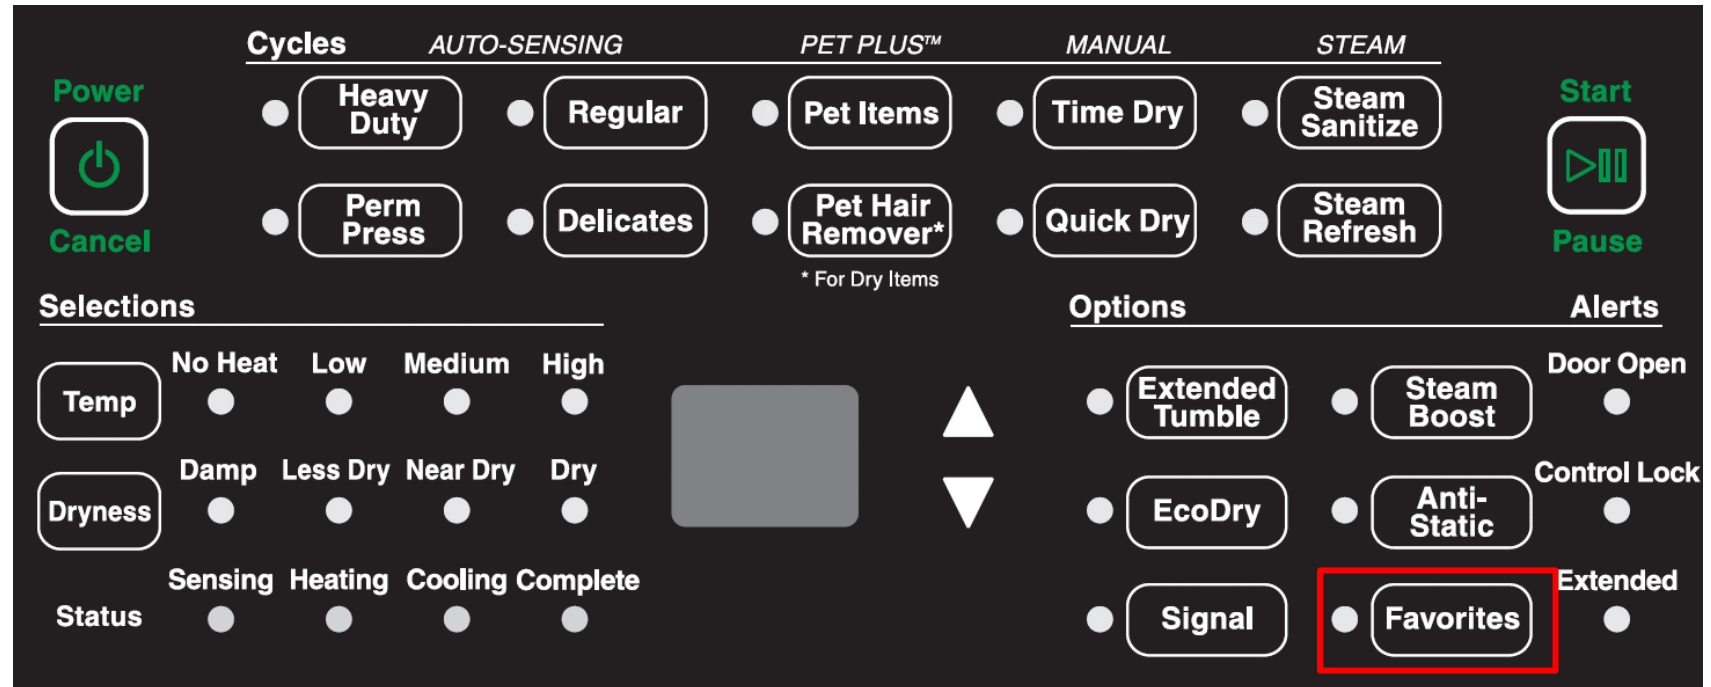 Cycles AUTO-SENSING PET PLUS™ MANUAL STEAM
Power
Cancel
Heavy
Duty
Regular
Pet Items
Time Dry
Steam
Sanitize
Start
Pause
Perm
Press
Delicates
Pet Hair
Remover*
Quick Dry
Steam
Refresh
* For Dry Items
Selections
Temp
No Heat Low Medium High
Dryness
Damp Less Dry Near Dry Dry
Status
Sensing Heating Cooling Complete
Options
Alerts
Extended
Tumble
Steam
Boost
Door Open
EcoDry
Anti-
Static
Control Lock
Signal
Favorites
Extended